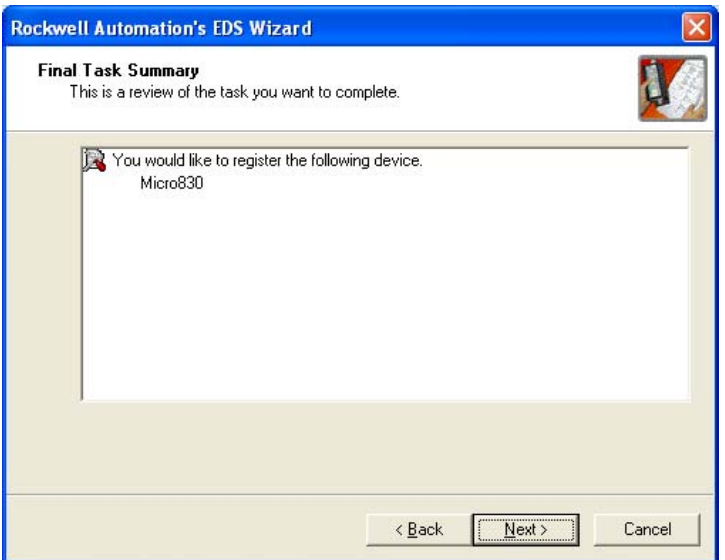 Rockwell Automation's EDS Wizard
Final Task Summary
This is a review of the task you want to complete.
You would like to register the following device.
Micro830
< Back
Next >
Cancel